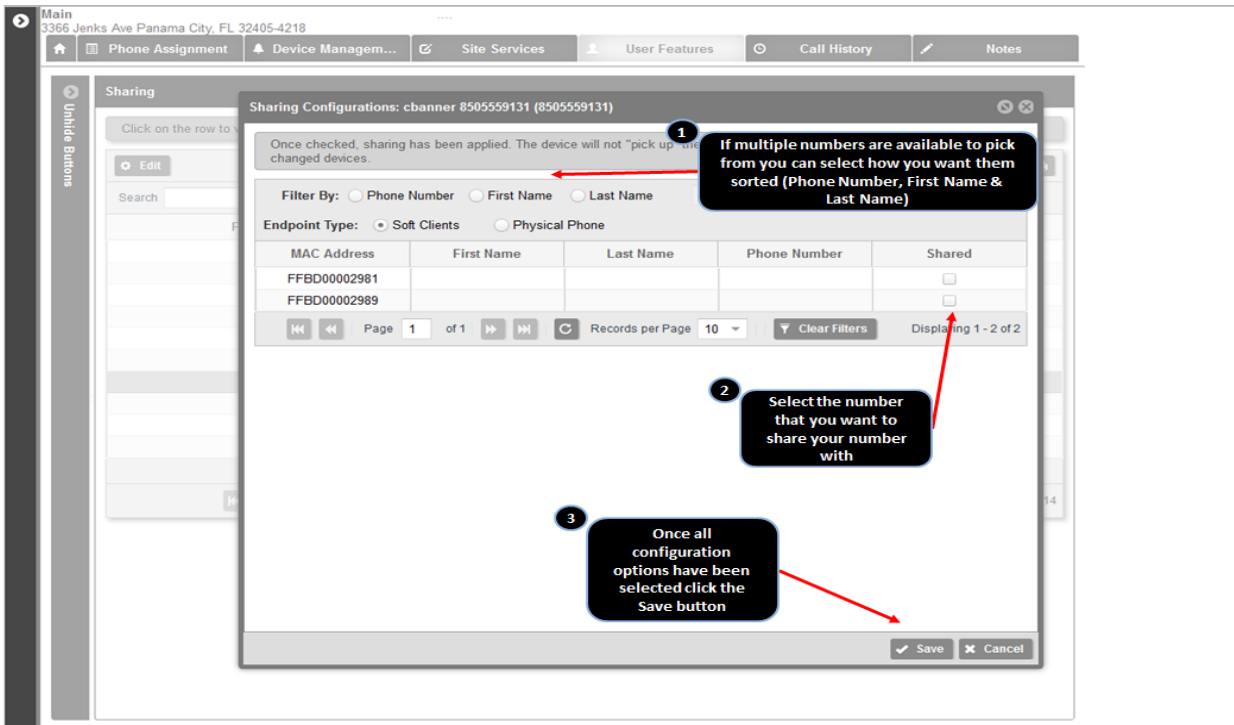 Main
3366 Jenks Ave Panama City, FL 32405-4218
Phone Assignment Device Managem... Site Services User Features Call History Notes
Unhide Buttons
Sharing
Click on the row to
Edit
Search
Sharing Configurations: cbanner 8505559131 (8505559131)
Once checked, sharing has been applied. The device will not "pick up"
changed devices.
1
If multiple numbers are available to pick
from you can select how you want them
sorted (Phone Number, First Name &
Last Name)
Filter By: Phone Number First Name Last Name
Endpoint Type: Soft Clients Physical Phone
MAC Address First Name Last Name Phone Number Shared
FFBD00002981
FFBD00002989
Page 1 of 1 Records per Page 10 Clear Filters Displaying 1 - 2 of 2
2
Select the number
that you want to
share your number
with
14
3
Once all
configuration
options have been
selected click the
Save button
Save Cancel